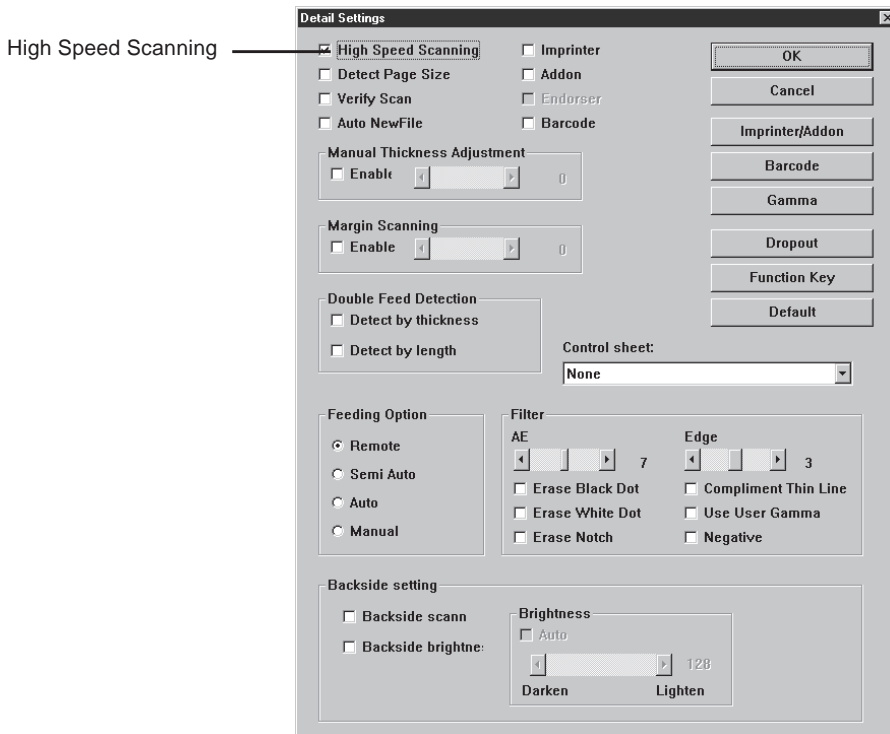 Detail Settings
High Speed Scanning
High Speed Scanning
Imprinter
OK
Detect Page Size
Addon
Cancel
Verify Scan
Endorser
Auto NewFile
Barcode
Imprinter/Addon
Manual Thickness Adjustment
Enable
0
Barcode
Gamma
Margin Scanning
Enable
0
Dropout
Function Key
Double Feed Detection
Detect by thickness
Default
Detect by length
Control sheet:
None
Feeding Option
Remote
Semi Auto
Auto
Manual
Filter
AE
Edge
7
3
Erase Black Dot
Compliment Thin Line
Erase White Dot
Use User Gamma
Erase Notch
Negative
Backside setting
Backside scann
Backside brightne
Brightness
Auto
128
Darken
Lighten